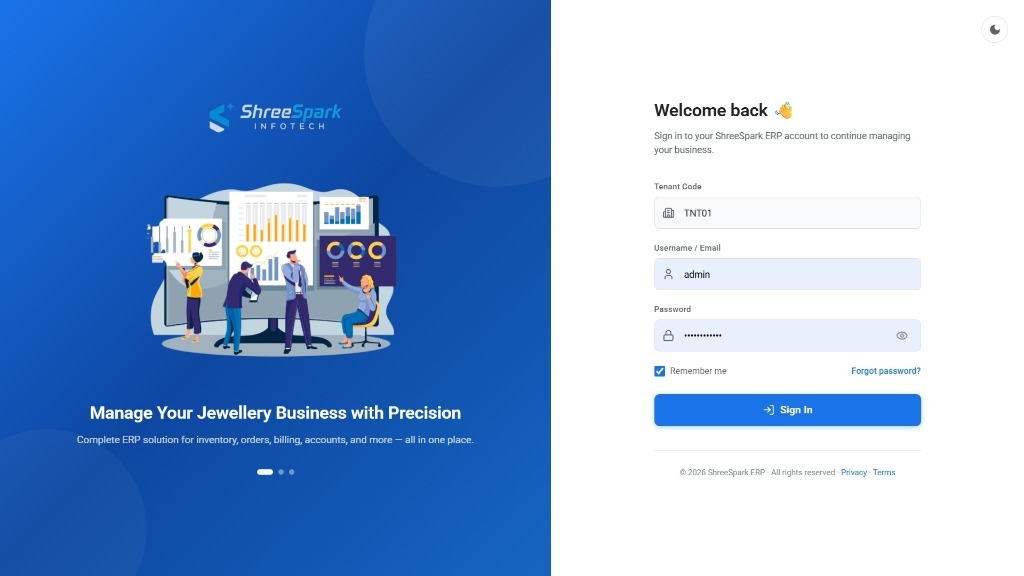 ShreeSpark
INFOTECH
Manage Your Jewellery Business with Precision
Complete ERP solution for inventory, orders, billing, accounts, and more — all in one place.
Welcome back 👋
Sign in to your ShreeSpark ERP account to continue managing
your business.
Tenant Code
TNT01
Username / Email
admin
Password
••••••••••••
Remember me
Forgot password?
Sign In
© 2026 ShreeSpark ERP · All rights reserved · Privacy · Terms